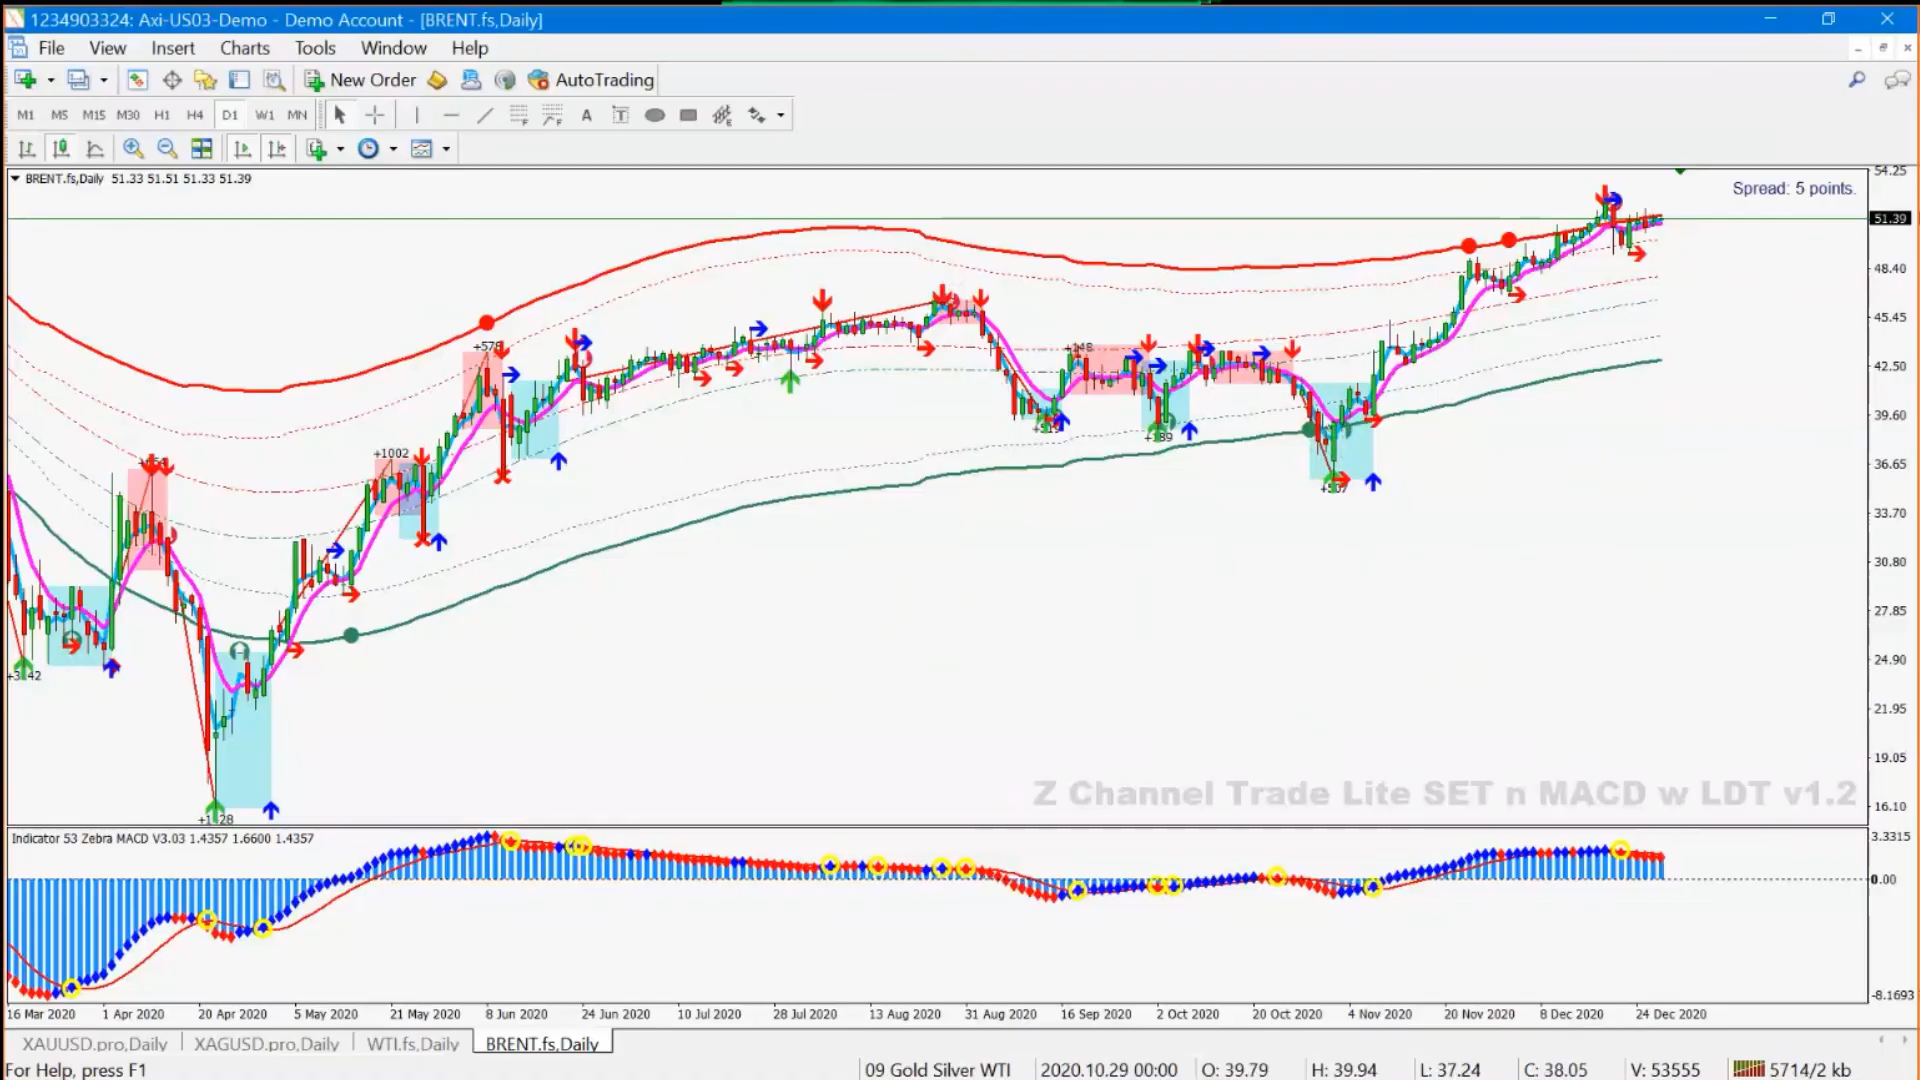 1234903324: Axi-US03-Demo - Demo Account - [BRENT.fs,Daily]
File View Insert Charts Tools Window Help
New Order AutoTrading
M1 M5 M15 M30 H1 H4 D1 W1 MN A T
BRENT.fs,Daily 51.33 51.51 51.33 51.39
Spread: 5 points.
54.25
51.39
48.40
45.45
42.50
39.60
36.65
33.70
30.80
27.85
24.90
21.95
19.05
16.10
+578
+148
+1002
+189
Z Channel Trade Lite SET n MACD w LDT v1.2
Indicator 53 Zebra MACD V3.03 1.4357 1.6600 1.4357
3.3315
0.00
-8.1693
16 Mar 2020 1 Apr 2020 20 Apr 2020 5 May 2020 21 May 2020 8 Jun 2020 24 Jun 2020 10 Jul 2020 28 Jul 2020 13 Aug 2020 31 Aug 2020 16 Sep 2020 2 Oct 2020 20 Oct 2020 4 Nov 2020 20 Nov 2020 8 Dec 2020 24 Dec 2020
XAUUSD.pro,Daily XAGUSD.pro,Daily WTI.fs,Daily BRENT.fs,Daily
For Help, press F1 09 Gold Silver WTI 2020.10.29 00:00 O: 39.79 H: 39.94 L: 37.24 C: 38.05 V: 53555 5714/2 kb